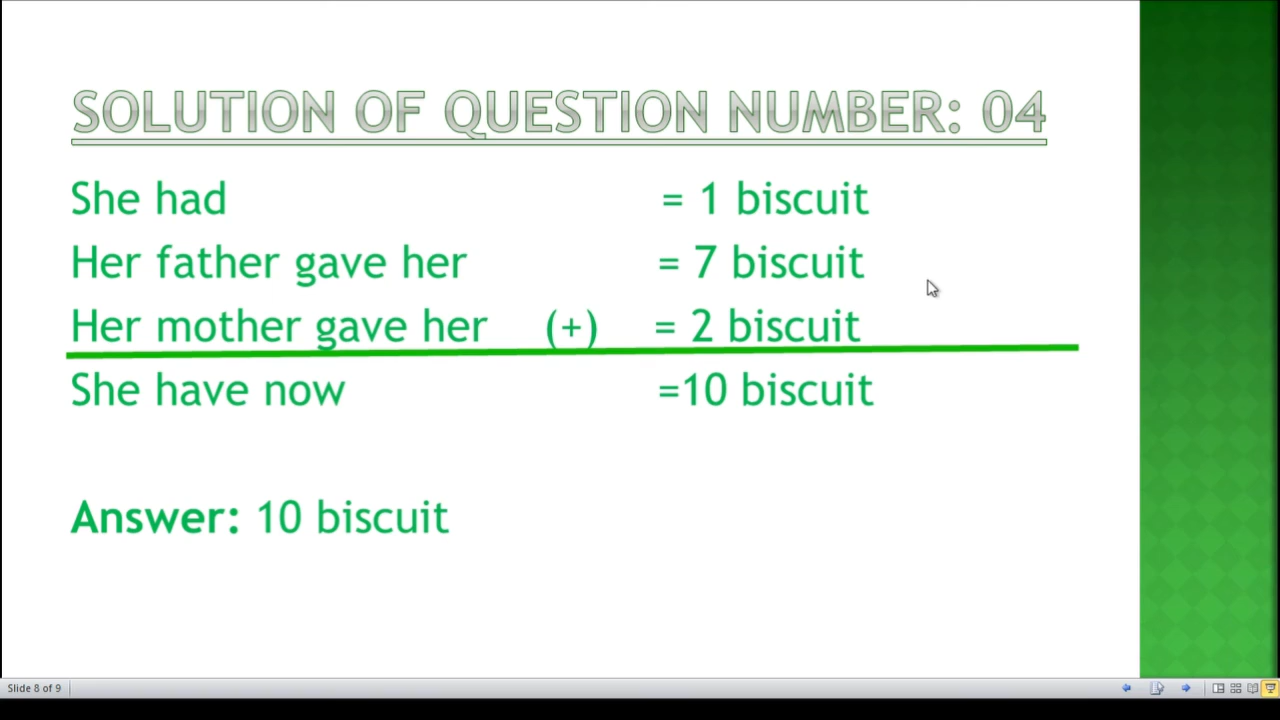 SOLUTION OF QUESTION NUMBER: 04
She had = 1 biscuit
Her father gave her = 7 biscuit
Her mother gave her (+) = 2 biscuit
She have now =10 biscuit
Answer: 10 biscuit
Slide 8 of 9